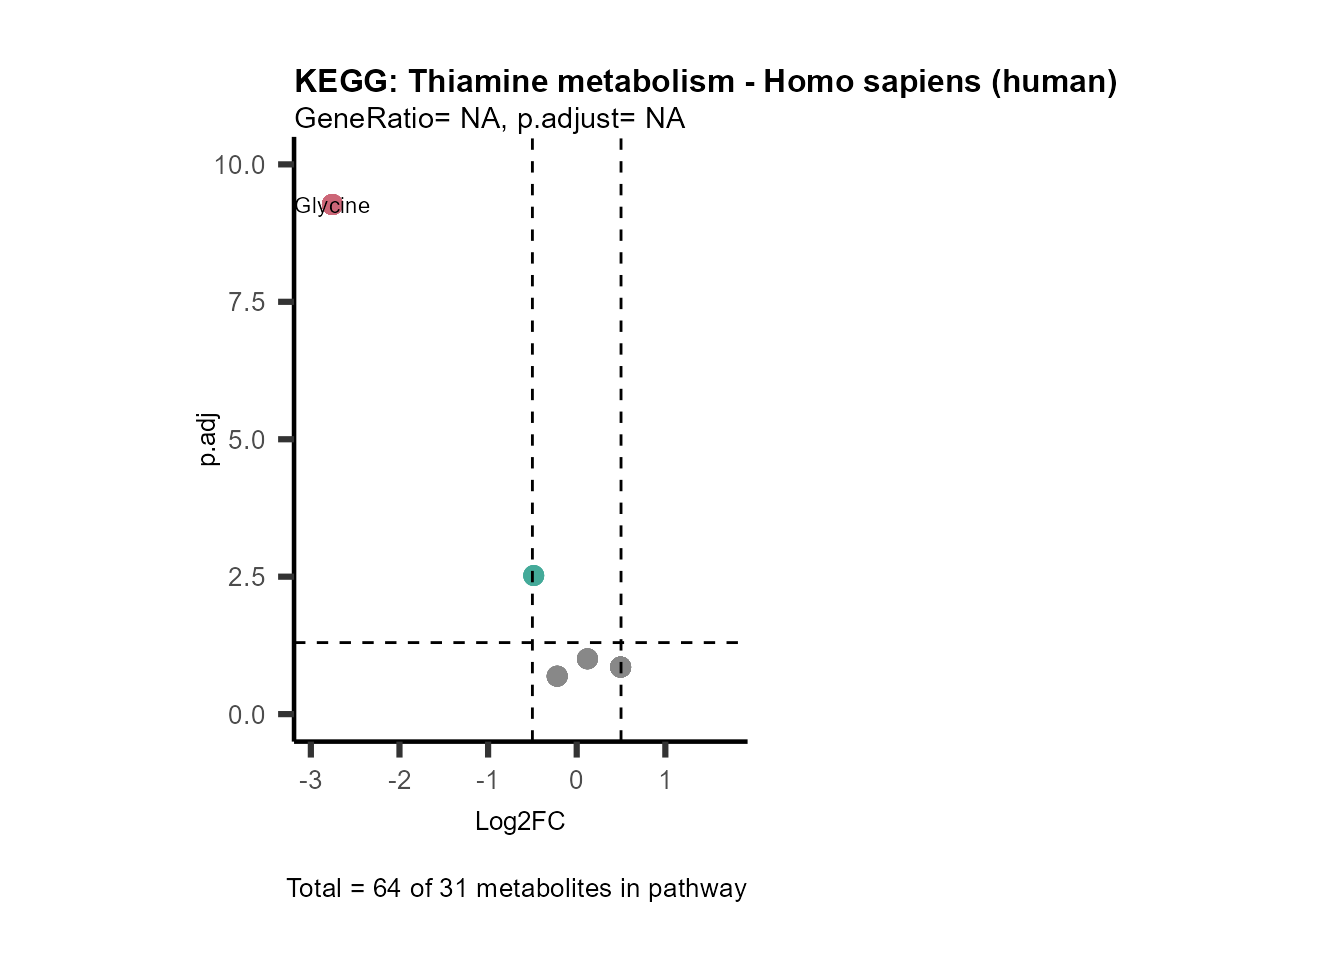 KEGG: Thiamine metabolism - Homo sapiens (human)
GeneRatio= NA, p.adjust= NA
10.0
Glycine
7.5
p.adj
5.0
2.5
0.0
-3 -2 -1 0 1
Log2FC
Total = 64 of 31 metabolites in pathway